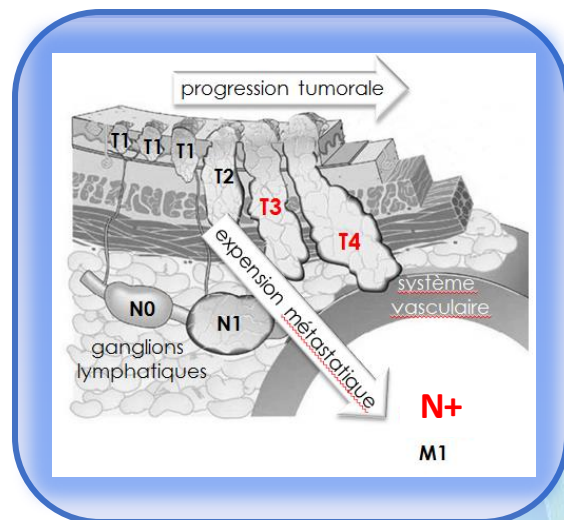 progression tumorale
T1
T1
T1
T2
T3
T4
expension métastatique
système
vasculaire
N0
N1
ganglions
lymphatiques
N+
M1